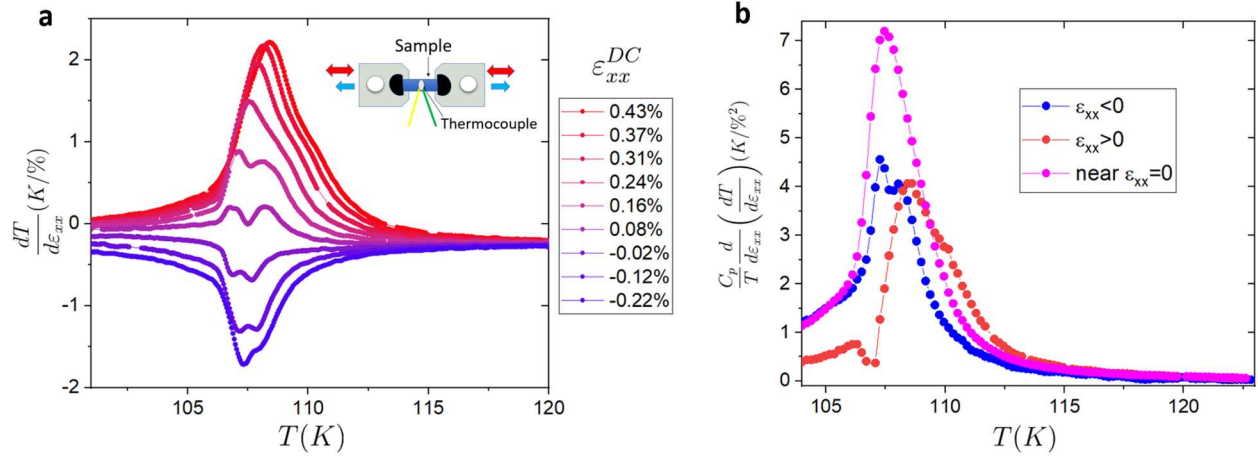 a
2
1
0
-1
-2
105
110
115
120
dT/dε_xx (K/%)
T(K)
Sample
Thermocouple
ε_xx^DC
0.43%
0.37%
0.31%
0.24%
0.16%
0.08%
-0.02%
-0.12%
-0.22%
b
7
6
5
4
3
2
1
0
105
110
115
120
C_p/T d/dε_xx (dT/dε_xx) (K/%²)
T(K)
ε_xx<0
ε_xx>0
near ε_xx=0